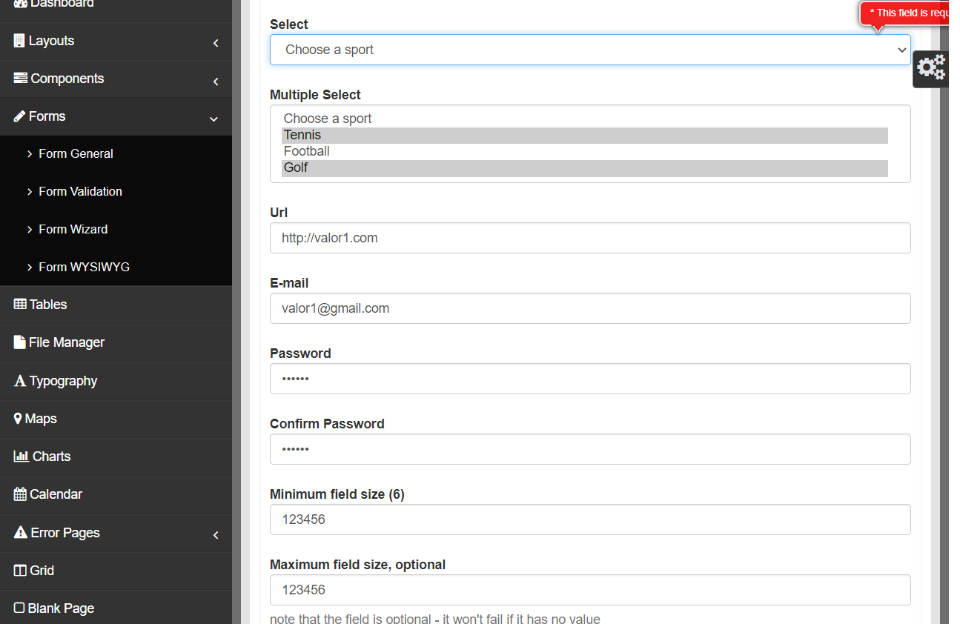 Dashboard
Layouts
Components
Forms
Form General
Form Validation
Form Wizard
Form WYSIWYG
Tables
File Manager
Typography
Maps
Charts
Calendar
Error Pages
Grid
Blank Page
* This field is requ
Select
Choose a sport
Multiple Select
Choose a sport
Tennis
Football
Golf
Url
http://valor1.com
E-mail
valor1@gmail.com
Password
••••••
Confirm Password
••••••
Minimum field size (6)
123456
Maximum field size, optional
123456
note that the field is optional - it won't fail if it has no value